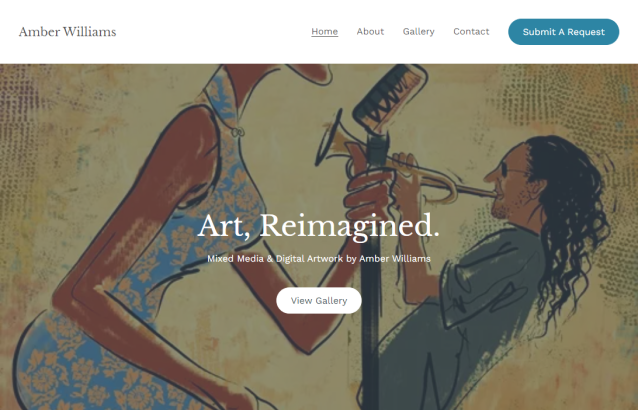 Amber Williams
Home About Gallery Contact Submit A Request
Art, Reimagined.
Mixed Media & Digital Artwork by Amber Williams
View Gallery